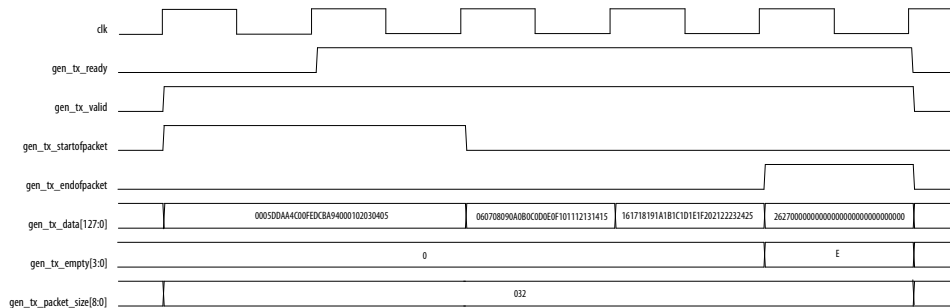 clk
gen_tx_ready
gen_tx_valid
gen_tx_startofpacket
gen_tx_endofpacket
gen_tx_data[127:0] 0005DDAA4C00FEDCBA94000102030405 060708090A0B0C0D0E0F101112131415 161718191A1B1C1D1E1F202122232425 26270000000000000000000000000000
gen_tx_empty[3:0] 0 E
gen_tx_packet_size[8:0] 032